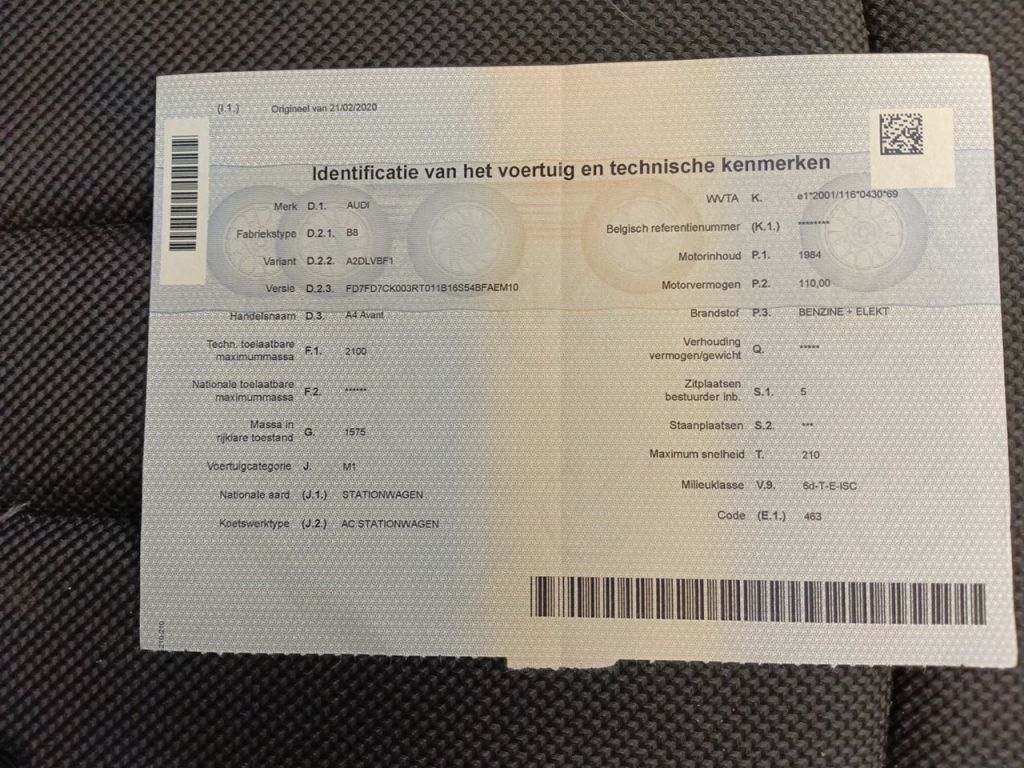 (I.1.) Origineel van 21/02/2020
Identificatie van het voertuig en technische kenmerken
Merk D.1. AUDI
Fabriekstype D.2.1. B8
Variant D.2.2. A2DLVBF1
Versie D.2.3. FD7FD7CK003RT011B16S54BFAEM10
Handelsnaam D.3. A4 Avant
Techn. toelaatbare
maximummassa F.1. 2100
Nationale toelaatbare
maximummassa F.2. ******
Massa in
rijklare toestand G. 1575
Voertuigcategorie J. M1
Nationale aard (J.1.) STATIONWAGEN
Koetswerktype (J.2.) AC STATIONWAGEN
WVTA K. e1*2001/116*0430*69
Belgisch referentienummer (K.1.) ********
Motorinhoud P.1. 1984
Motorvermogen P.2. 110,00
Brandstof P.3. BENZINE + ELEKT
Verhouding
vermogen/gewicht Q. *****
Zitplaatsen
bestuurder inb. S.1. 5
Staanplaatsen S.2. ***
Maximum snelheid T. 210
Milieuklasse V.9. 6d-T-E-ISC
Code (E.1.) 463